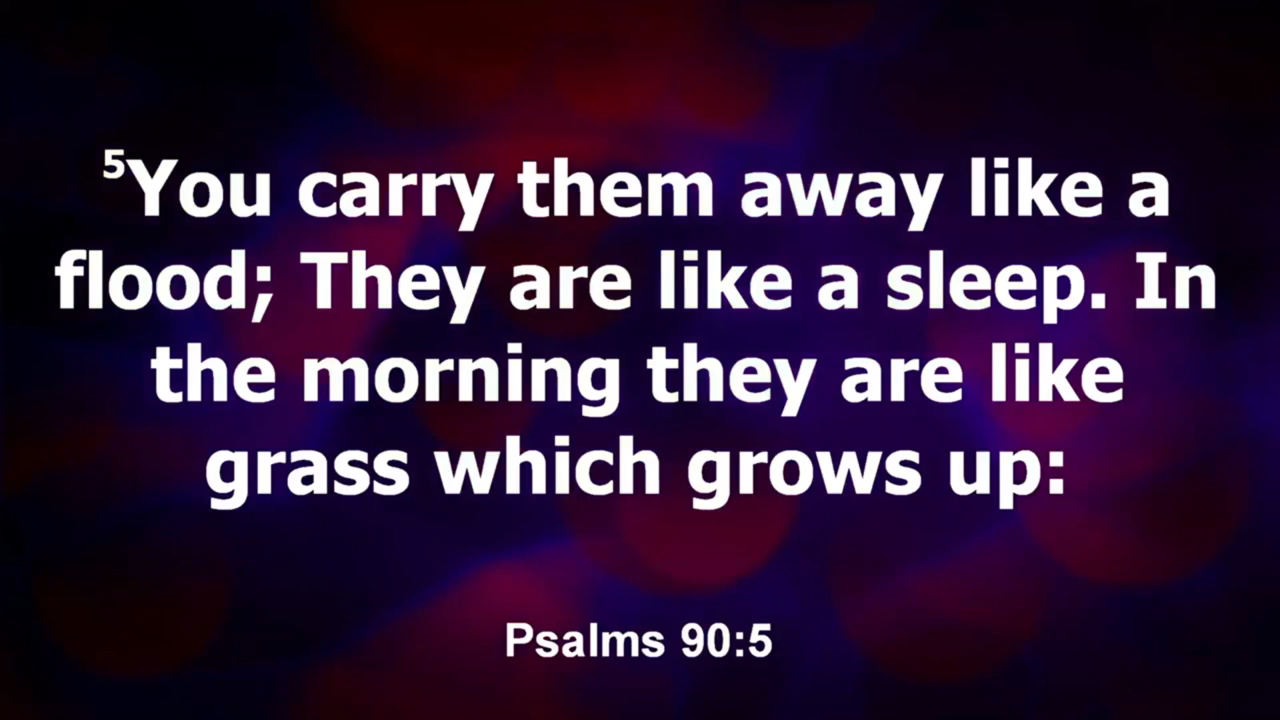 5You carry them away like a
flood; They are like a sleep. In
the morning they are like
grass which grows up:
Psalms 90:5